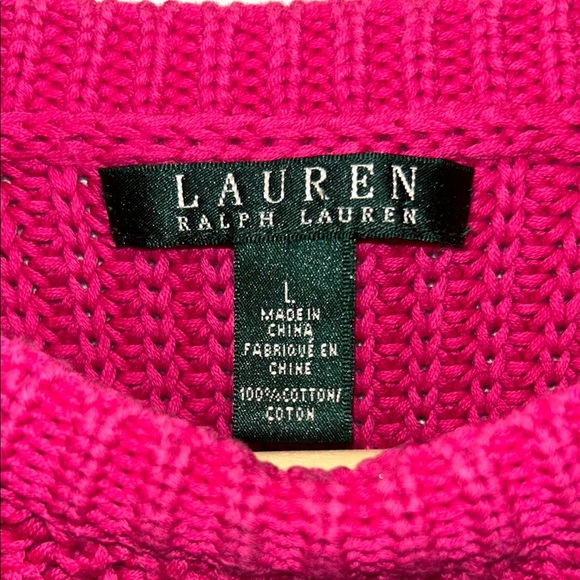 LAUREN
RALPH LAUREN
L
MADE IN
CHINA
FABRIQUÉ EN
CHINE
100% COTTON/
COTON